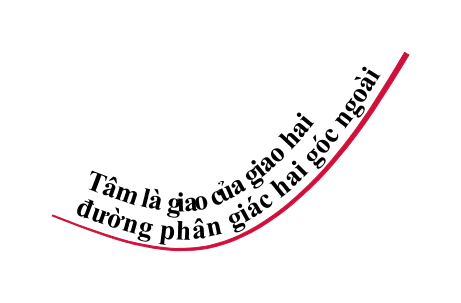 Tâm là giao của giao hai
đường phân giác hai góc ngoài